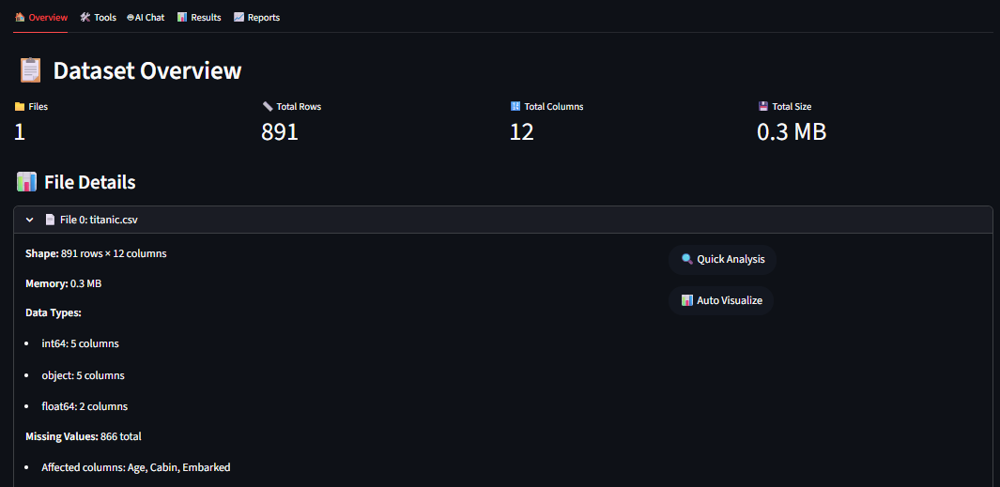 Overview Tools AI Chat Results Reports
Dataset Overview
Files Total Rows Total Columns Total Size
1 891 12 0.3 MB
File Details
File 0: titanic.csv
Shape: 891 rows × 12 columns
Quick Analysis
Memory: 0.3 MB
Auto Visualize
Data Types:
• int64: 5 columns
• object: 5 columns
• float64: 2 columns
Missing Values: 866 total
• Affected columns: Age, Cabin, Embarked